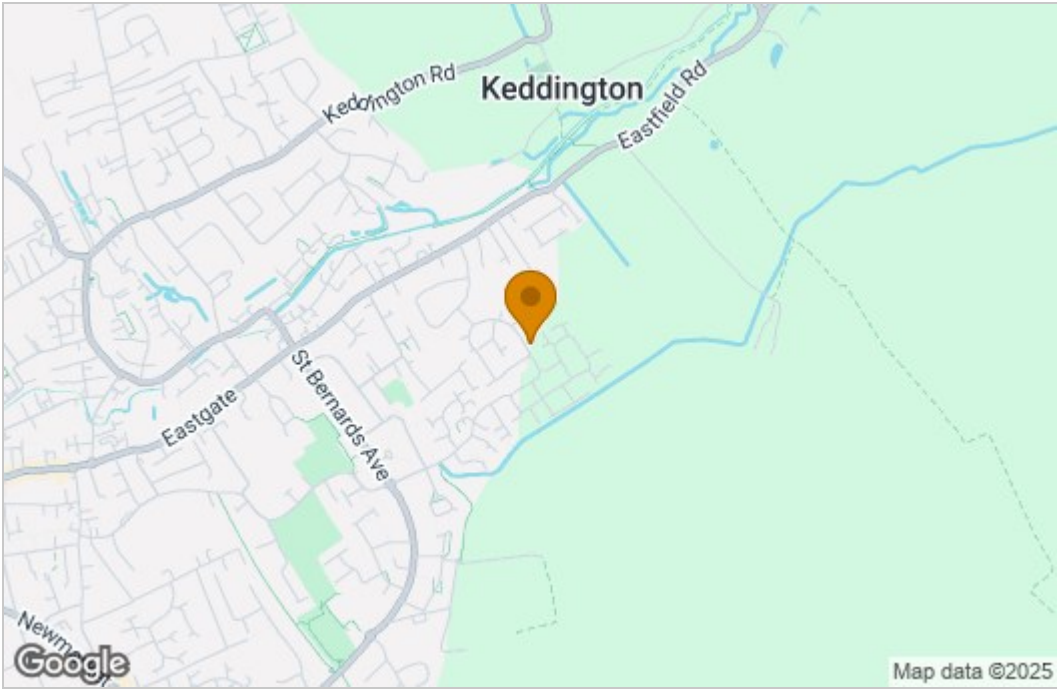 Keddington Rd
Keddington
Eastfield Rd
St Bernards Ave
Eastgate
Google
Map data ©2025